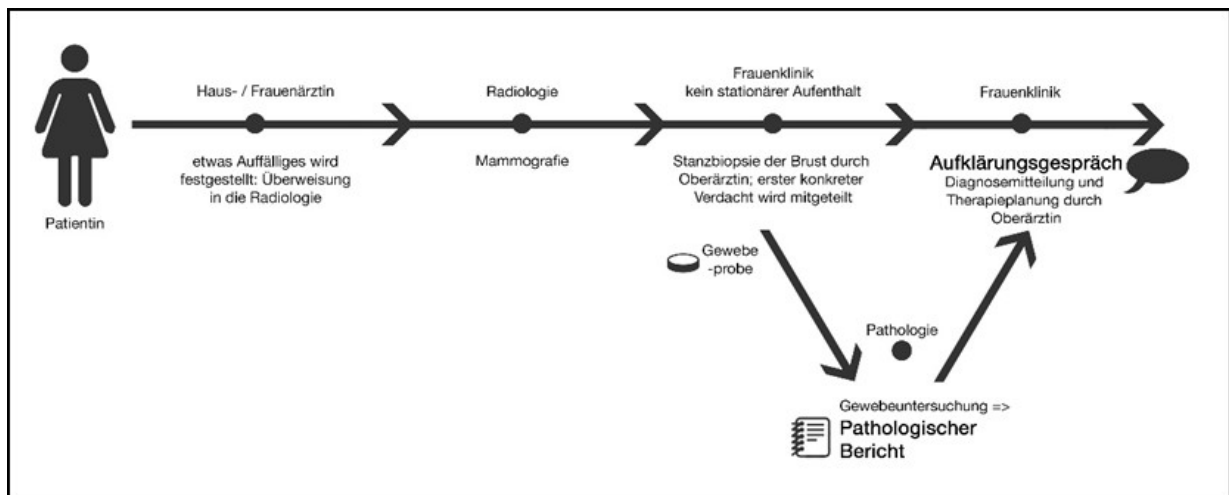 Patientin
Haus- / Frauenärztin
etwas Auffälliges wird
festgestellt: Überweisung
in die Radiologie
Radiologie
Mammografie
Frauenklinik
kein stationärer Aufenthalt
Stanzbiopsie der Brust durch
Oberärztin; erster konkreter
Verdacht wird mitgeteilt
Frauenklinik
Aufklärungsgespräch
Diagnosemitteilung und
Therapieplanung durch
Oberärztin
Gewebe
-probe
Pathologie
Gewebeuntersuchung =>
Pathologischer
Bericht